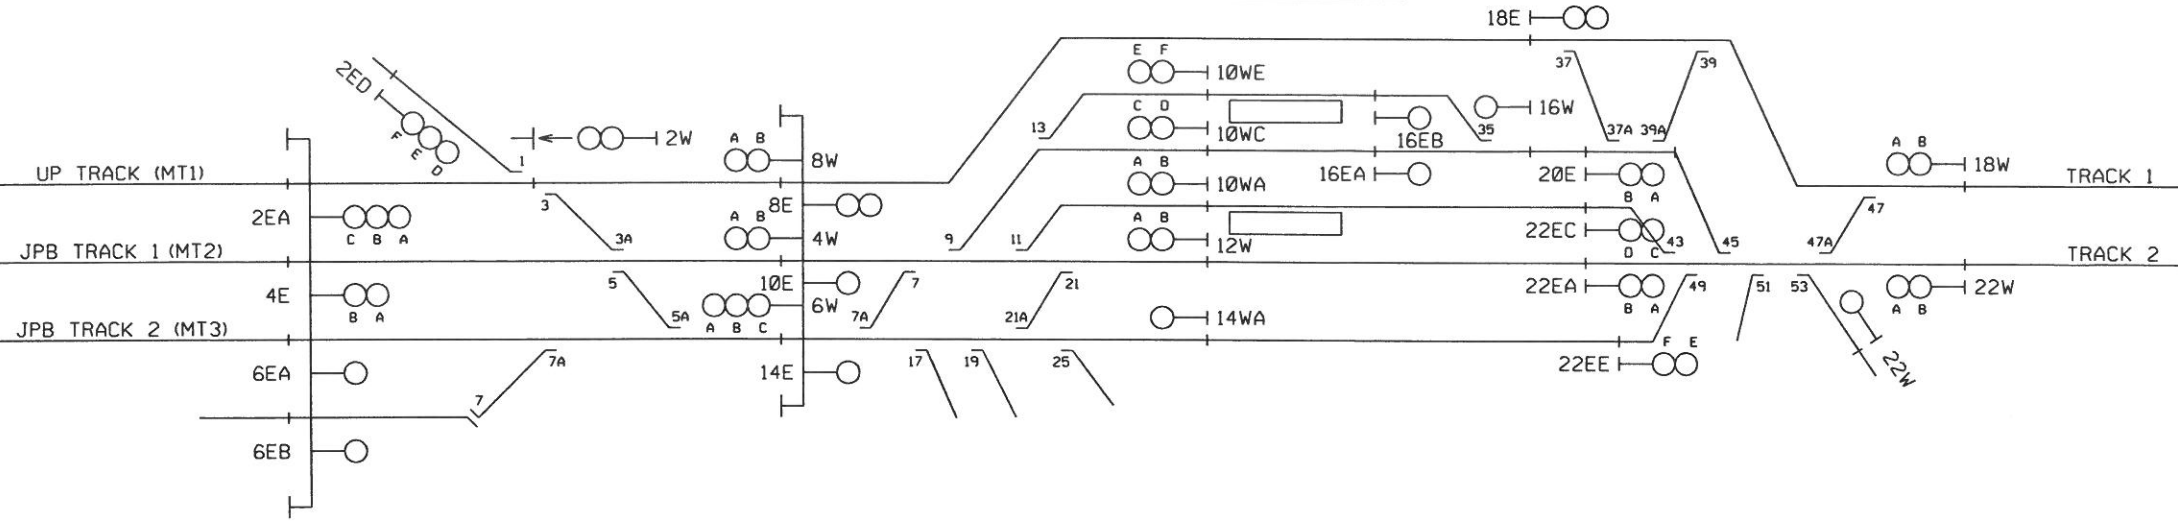 18E
37
39
E F
10WE
2ED
F E D
C D
10WC
16W
13
16EB
35
37A 39A
2W
A B
8W
1
UP TRACK (MT1)
A B
10WA
16EA
20E
B A
A B
18W
TRACK 1
2EA
C B A
3
8E
A B
4W
3A
9
11
A B
12W
22EC
D C
43
45
47
47A
JPB TRACK 1 (MT2)
TRACK 2
4E
B A
5
5A
10E
A B C
6W
7
7A
21
21A
22EA
B A
49
51
53
A B
22W
22W
JPB TRACK 2 (MT3)
14WA
6EA
7A
7
14E
17
19
25
22EE
F E
6EB